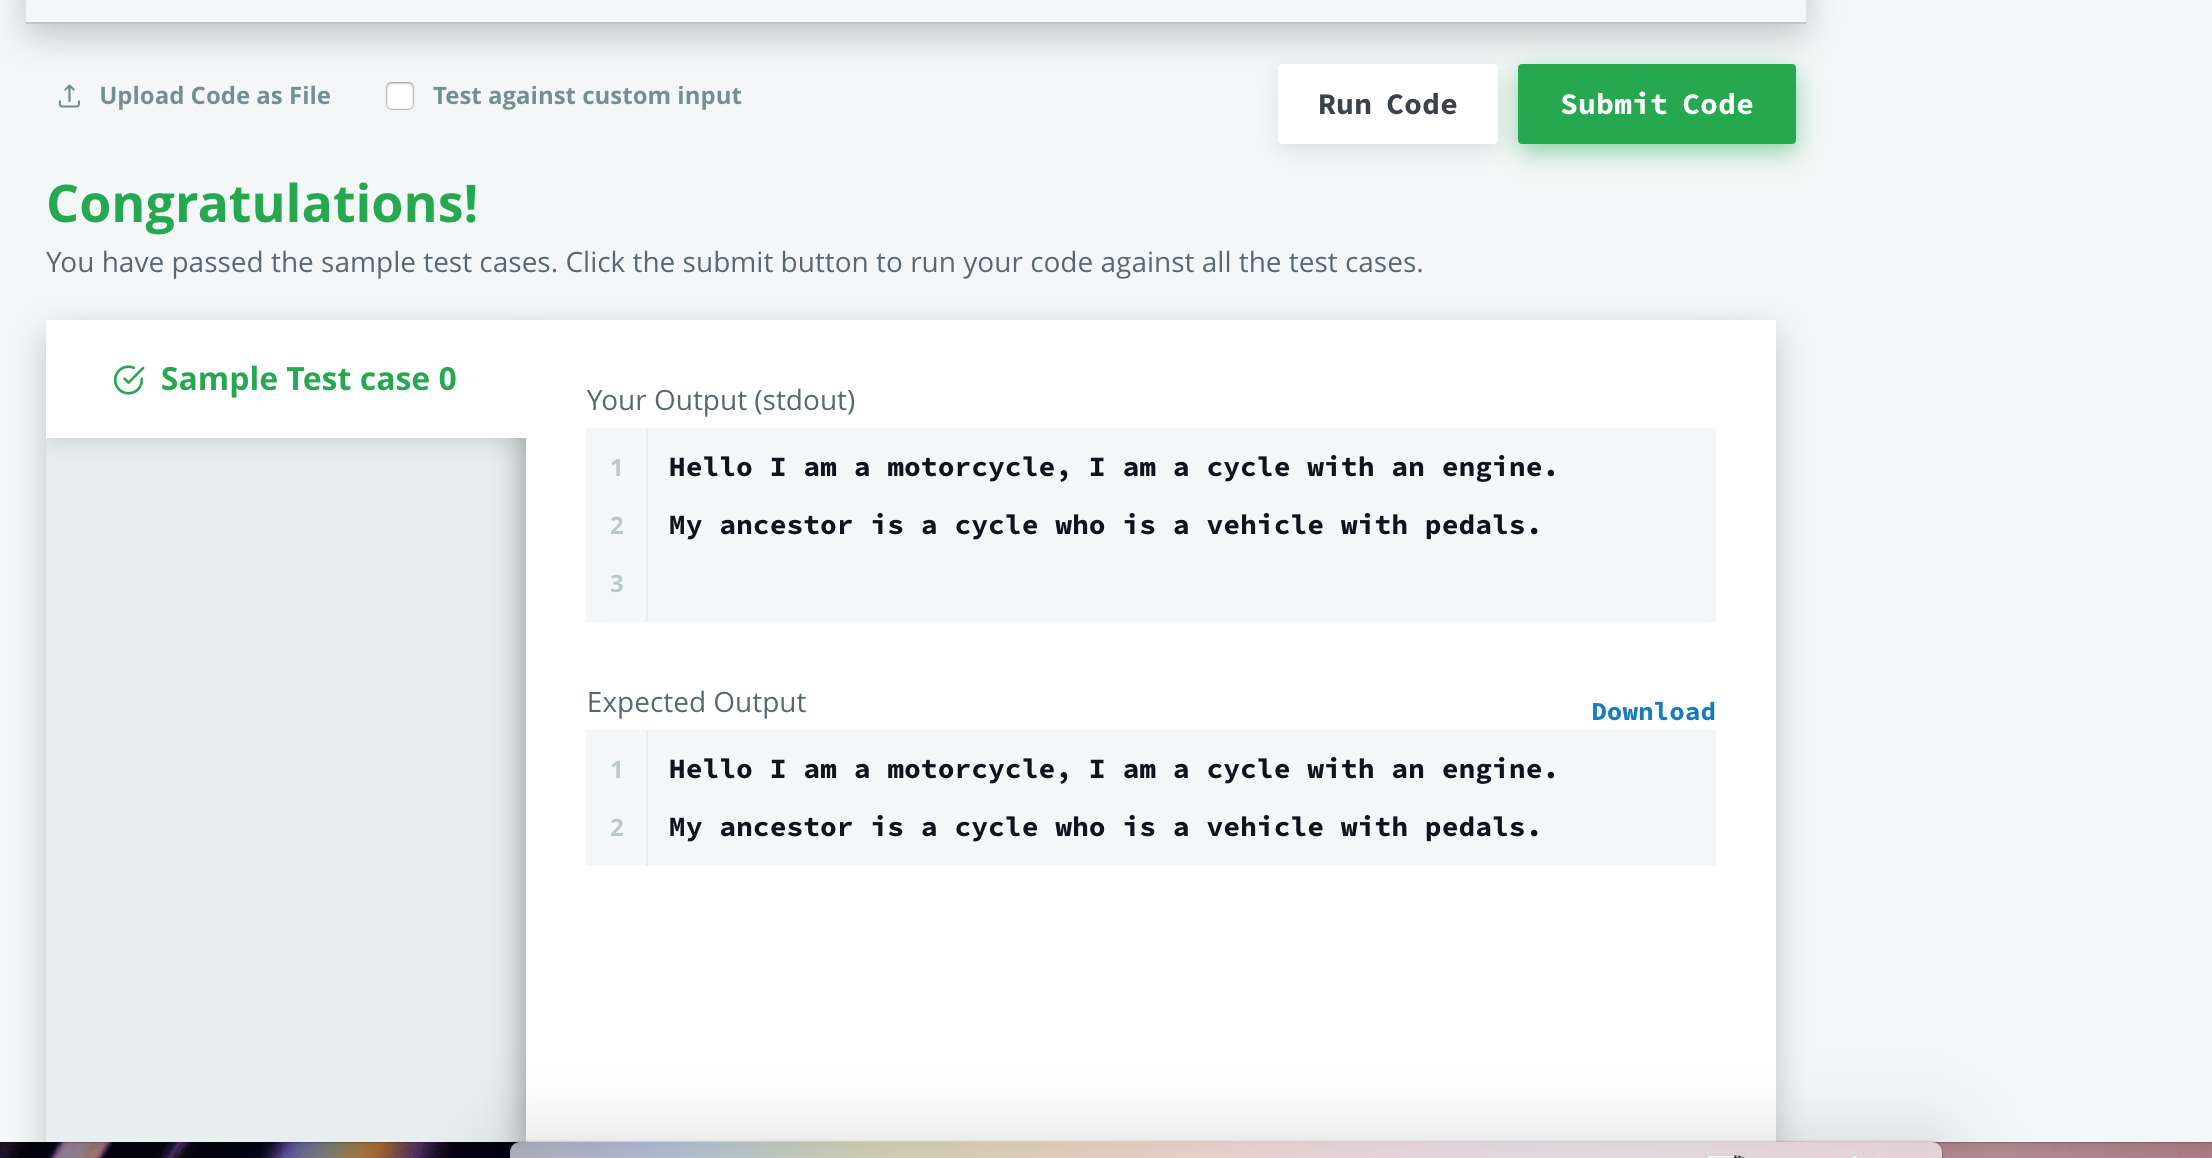 Upload Code as File
Test against custom input
Run Code
Submit Code
Congratulations!
You have passed the sample test cases. Click the submit button to run your code against all the test cases.
Sample Test case 0
Your Output (stdout)
1 Hello I am a motorcycle, I am a cycle with an engine.
2 My ancestor is a cycle who is a vehicle with pedals.
3
Expected Output
Download
1 Hello I am a motorcycle, I am a cycle with an engine.
2 My ancestor is a cycle who is a vehicle with pedals.